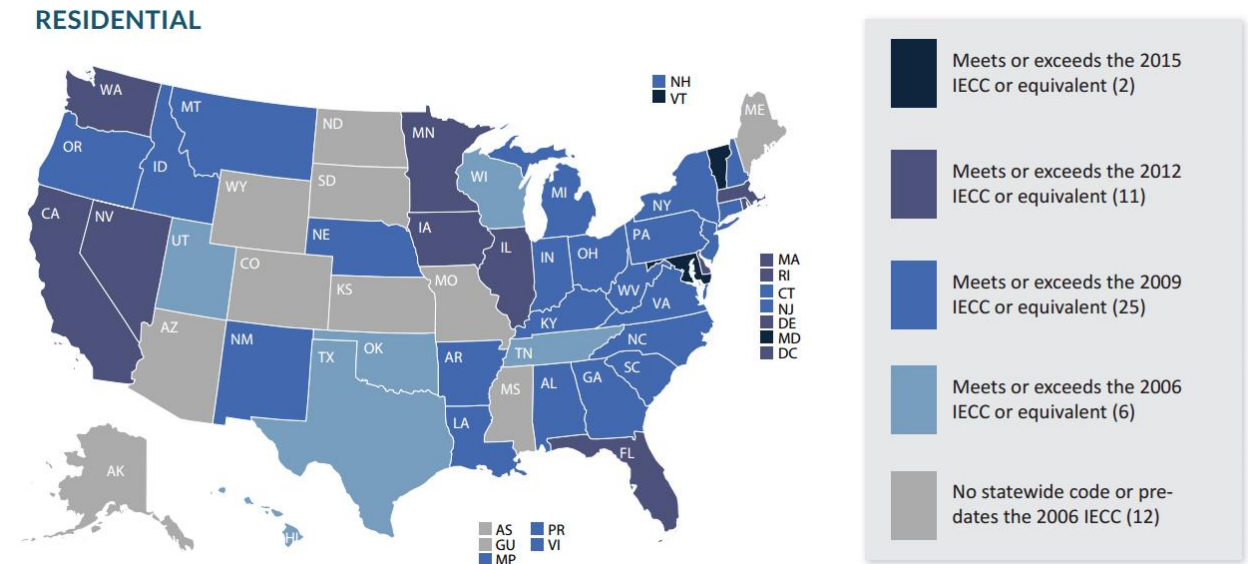 RESIDENTIAL
WA
MT
ND
MN
OR
ID
WY
SD
WI
MI
NY
ME
NH
VT
CA
NV
UT
CO
NE
IA
IL
IN
OH
PA
KS
MO
WV
VA
KY
AZ
NM
TX
OK
AR
TN
NC
SC
MS
AL
GA
LA
FL
AK
HI
MA
RI
CT
NJ
DE
MD
DC
AS
GU
MP
PR
VI
Meets or exceeds the 2015
IECC or equivalent (2)
Meets or exceeds the 2012
IECC or equivalent (11)
Meets or exceeds the 2009
IECC or equivalent (25)
Meets or exceeds the 2006
IECC or equivalent (6)
No statewide code or pre-
dates the 2006 IECC (12)